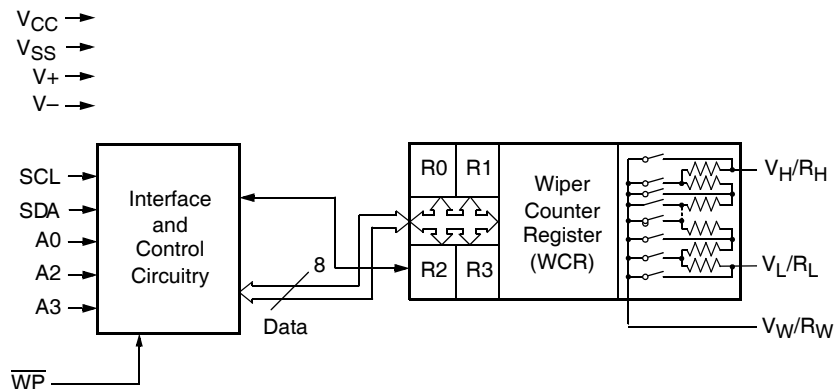 VCC
VSS
V+
V–
SCL
SDA
A0
A2
A3
WP
Interface
and
Control
Circuitry
8
Data
R0 R1
R2 R3
Wiper
Counter
Register
(WCR)
VH/RH
VL/RL
VW/RW